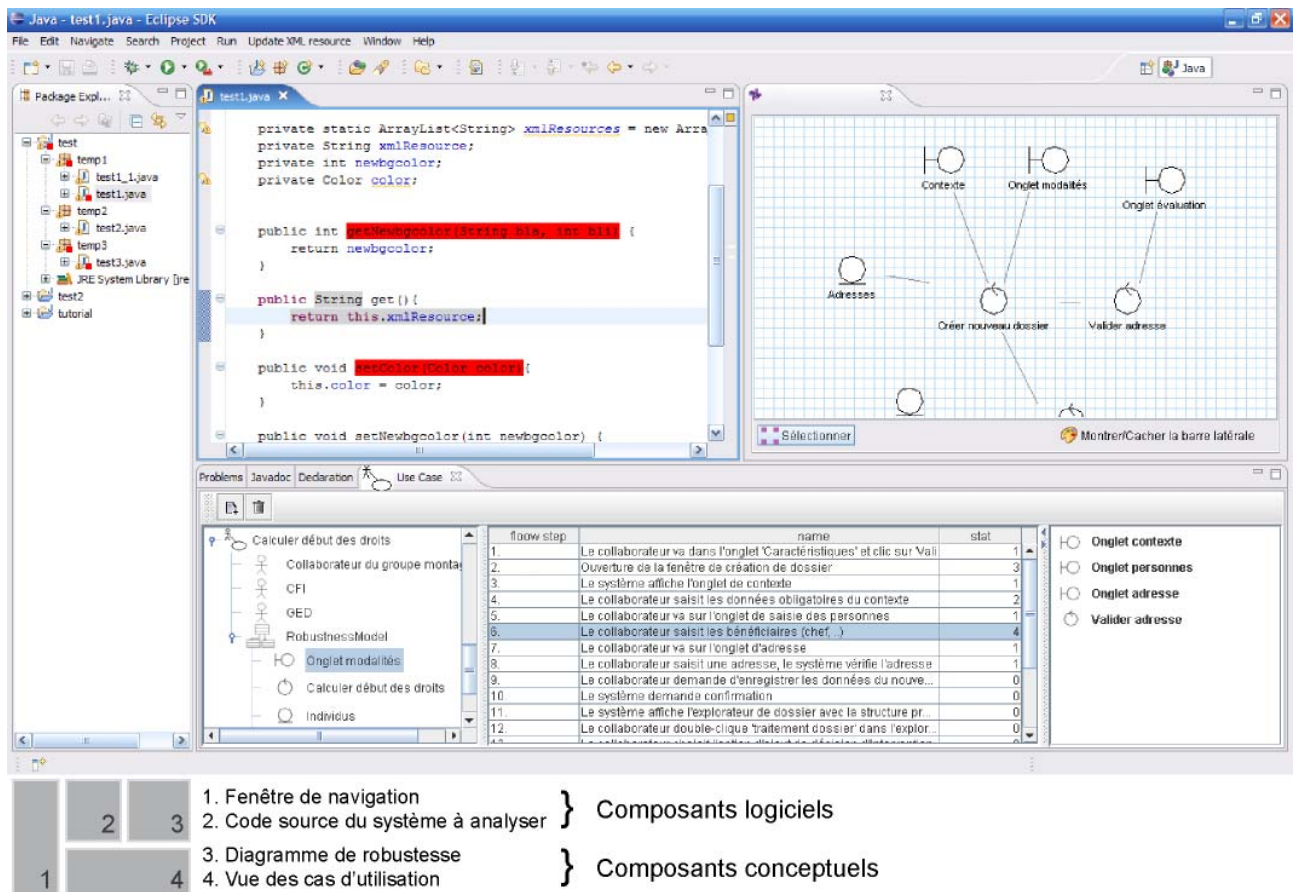 Java - test1.java - Eclipse SDK
File Edit Navigate Search Project Run Update XML resource Window Help
Java
Package Expl...
test
temp1
test1_1.java
test1.java
temp2
test2.java
temp3
test3.java
JRE System Library [jre
test2
tutorial
test1.java
private static ArrayList<String> xmlResources = new Arra
private String xmlResource;
private int newbgcolor;
private Color color;
public int getNewbgcolor(String bla, int bli) {
return newbgcolor;
}
public String get(){
return this.xmlResource;
}
public void setColor(Color color){
this.color = color;
}
public void setNewbgcolor(int newbgcolor) {
Contexte
Onglet modalités
Onglet évaluation
Adresses
Créer nouveau dossier
Valider adresse
Sélectionner
Montrer/Cacher la barre latérale
Problems Javadoc Declaration Use Case
Calculer début des droits
Collaborateur du groupe monta
CFI
GED
RobustnessModel
Onglet modalités
Calculer début des droits
Individus
floow step name stat
1. Le collaborateur va dans l'onglet 'Caractéristiques' et clic sur 'Vali 1
2. Ouverture de la fenêtre de création de dossier 3
3. Le système affiche l'onglet de contexte 1
4. Le collaborateur saisit les données obligatoires du contexte 2
5. Le collaborateur va sur l'onglet de saisie des personnes 1
6. Le collaborateur saisit les bénéficiaires (chef, ..) 4
7. Le collaborateur va sur l'onglet d'adresse 1
8. Le collaborateur saisit une adresse, le système vérifie l'adresse 1
9. Le collaborateur demande d'enregistrer les données du nouve... 0
10. Le système demande confirmation 0
11. Le système affiche l'explorateur de dossier avec la structure pr... 0
12. Le collaborateur double-clique 'traitement dossier' dans l'explor... 0
Onglet contexte
Onglet personnes
Onglet adresse
Valider adresse
1
2
3
4
1. Fenêtre de navigation
2. Code source du système à analyser
} Composants logiciels
3. Diagramme de robustesse
4. Vue des cas d'utilisation
} Composants conceptuels